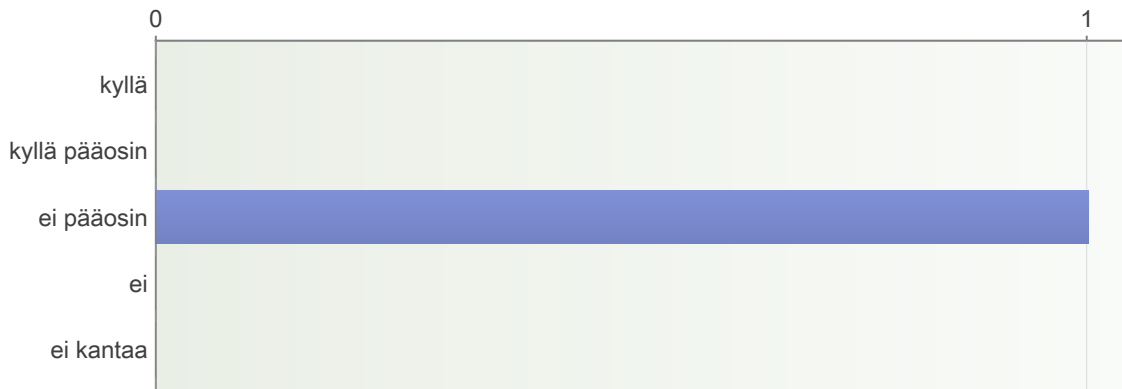 0 1
kyllä
kyllä pääosin
ei pääosin
ei
ei kantaa